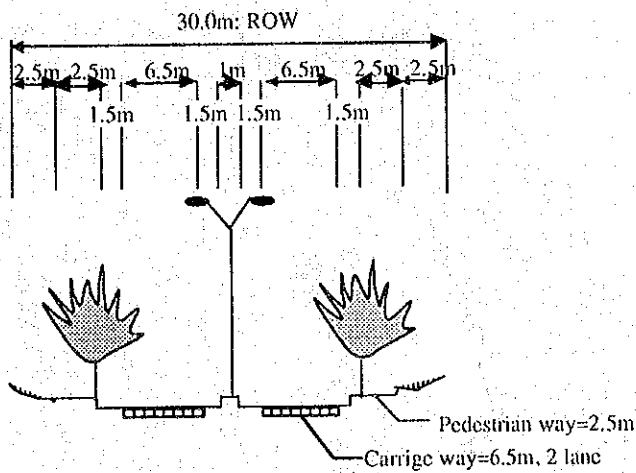 30.0m: ROW
2.5m 2.5m 6.5m 1m 6.5m 2.5m 2.5m
1.5m 1.5m 1.5m 1.5m
Pedestrian way=2.5m
Carrige way=6.5m, 2 lane